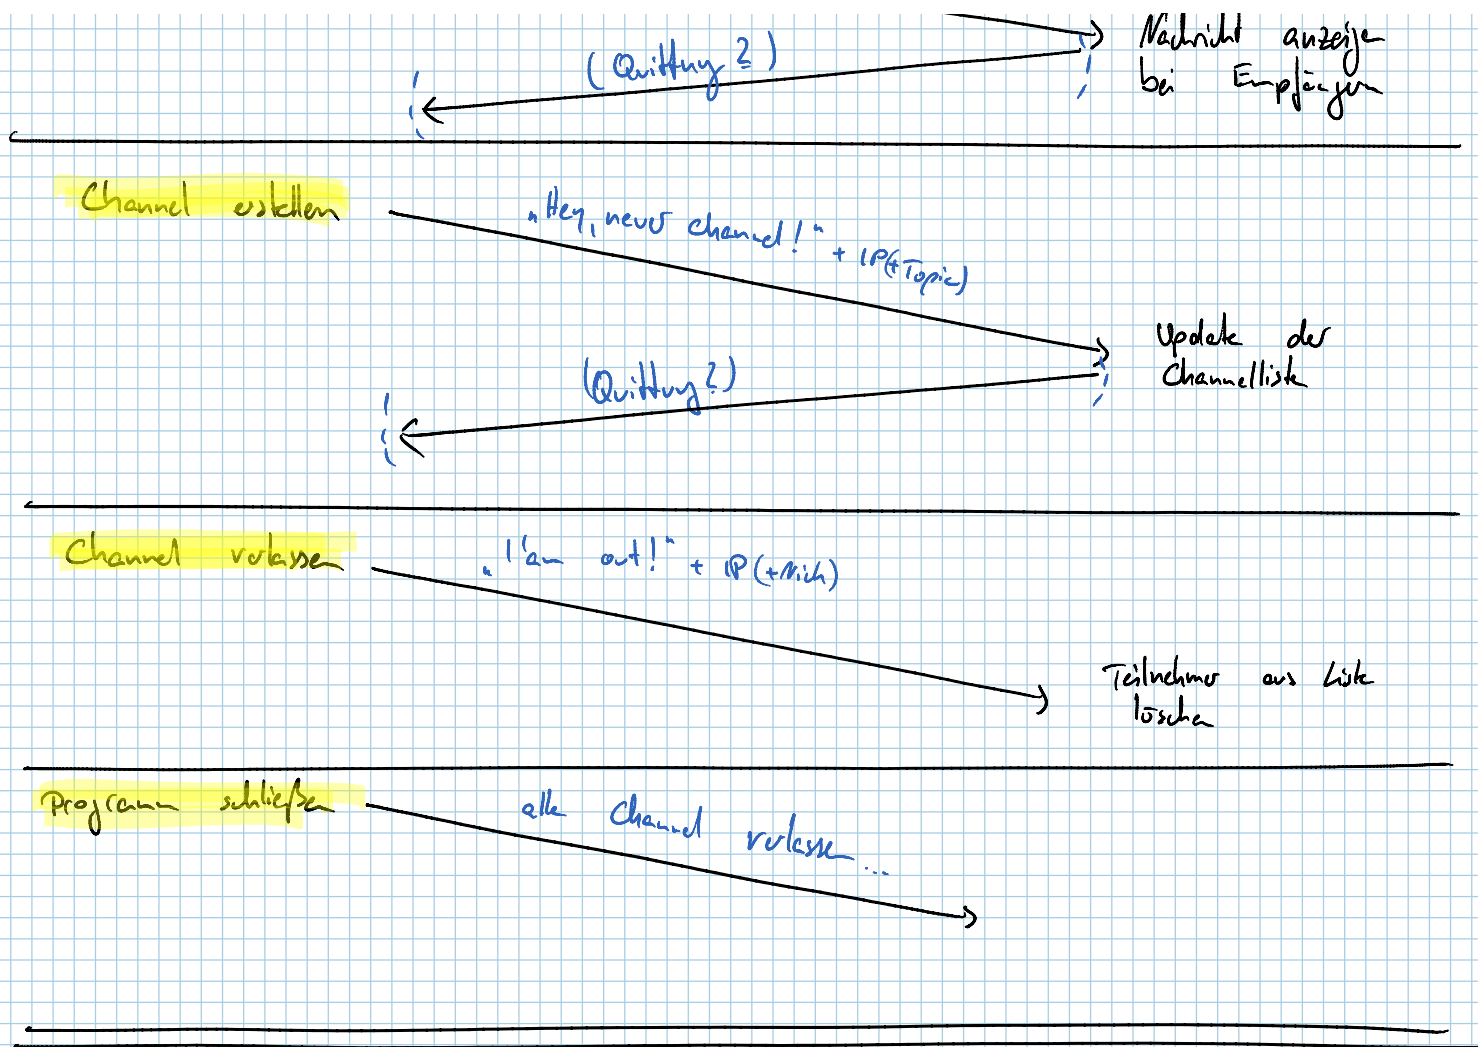 Nachricht anzeigen
bei Empfängern
(Quittung?)
Channel erstellen
"Hey, neuer Channel!" + IP(+Topic)
Update der
Channelliste
(Quittung?)
Channel verlassen
"I'am out!" + IP(+Nick)
Teilnehmer aus Liste
löschen
Programm schließen
alle Channel verlassen...